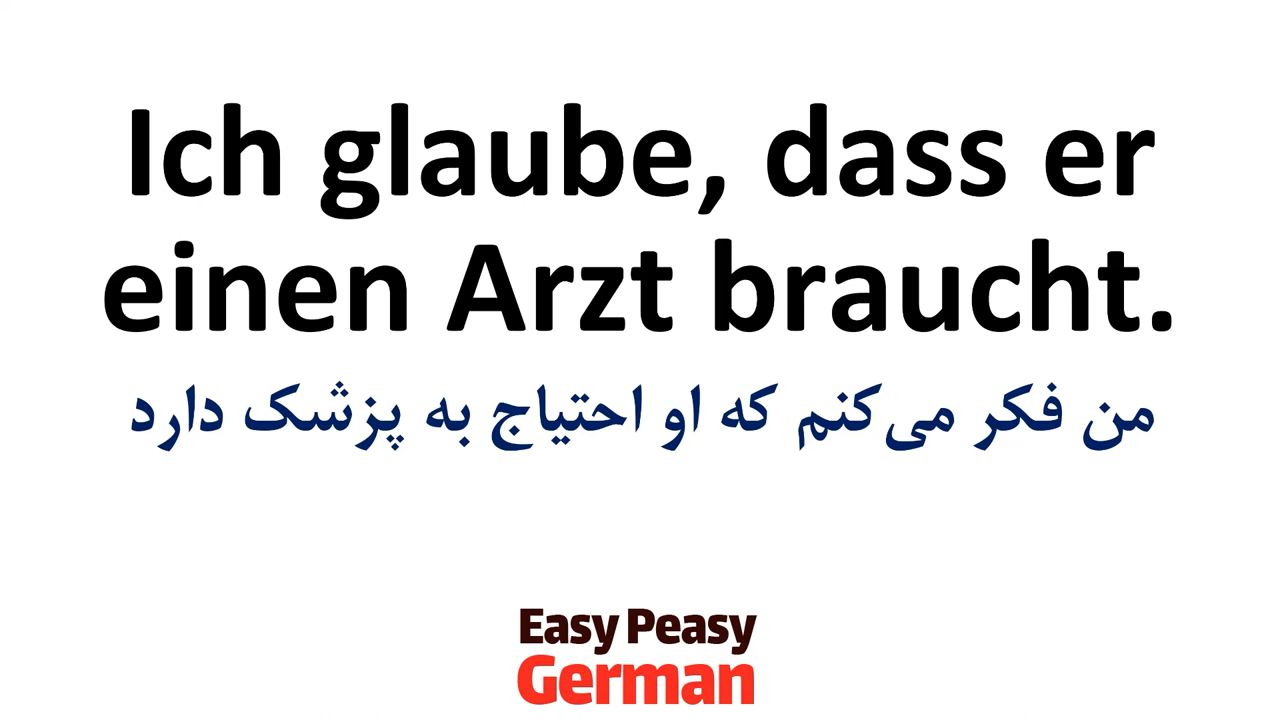 Ich glaube, dass er
einen Arzt braucht.
من فکر می‌کنم که او احتیاج به پزشک دارد
Easy Peasy
German